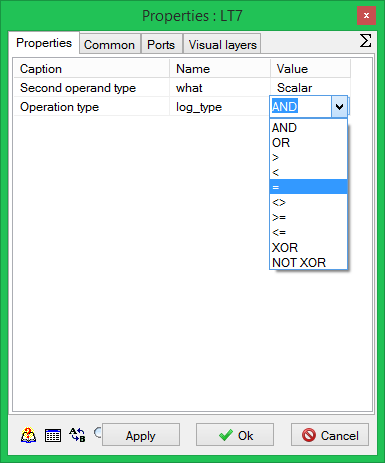 Properties : LT7
x
Properties Common Ports Visual layers Σ
Caption Name Value
Second operand type what Scalar
Operation type log_type AND
AND
OR
>
<
=
<>
>=
<=
XOR
NOT XOR
Apply Ok Cancel